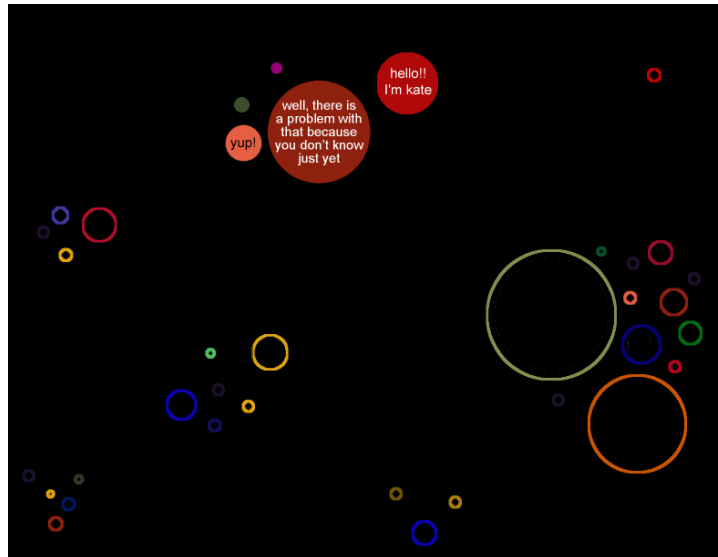 hello!!
I'm kate
well, there is
a problem with
that because
you don't know
just yet
yup!